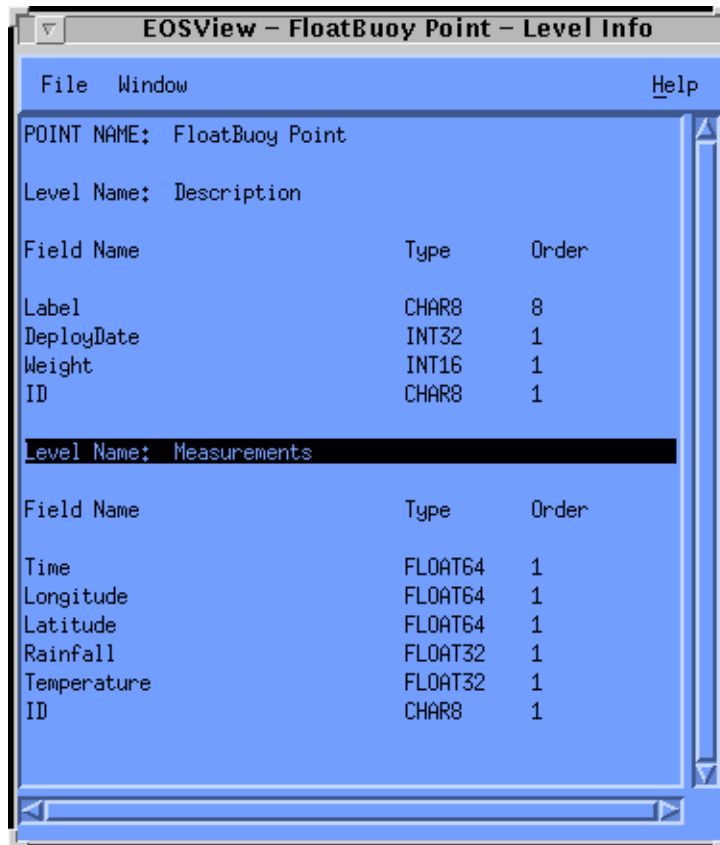 EOSView – FloatBuoy Point – Level Info
File Window Help
POINT NAME: FloatBuoy Point
Level Name: Description
Field Name Type Order
Label CHAR8 8
DeployDate INT32 1
Weight INT16 1
ID CHAR8 1
Level Name: Measurements
Field Name Type Order
Time FLOAT64 1
Longitude FLOAT64 1
Latitude FLOAT64 1
Rainfall FLOAT32 1
Temperature FLOAT32 1
ID CHAR8 1